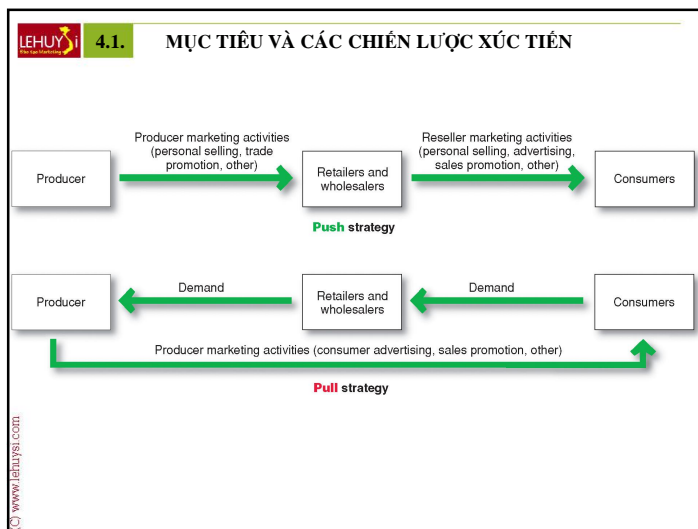 LEHUYSI
4.1.
MỤC TIÊU VÀ CÁC CHIẾN LƯỢC XÚC TIẾN
Producer marketing activities
(personal selling, trade
promotion, other)
Reseller marketing activities
(personal selling, advertising,
sales promotion, other)
Producer
Retailers and
wholesalers
Consumers
Push strategy
Producer
Demand
Retailers and
wholesalers
Demand
Consumers
Producer marketing activities (consumer advertising, sales promotion, other)
Pull strategy
(C) www.lehuysi.com